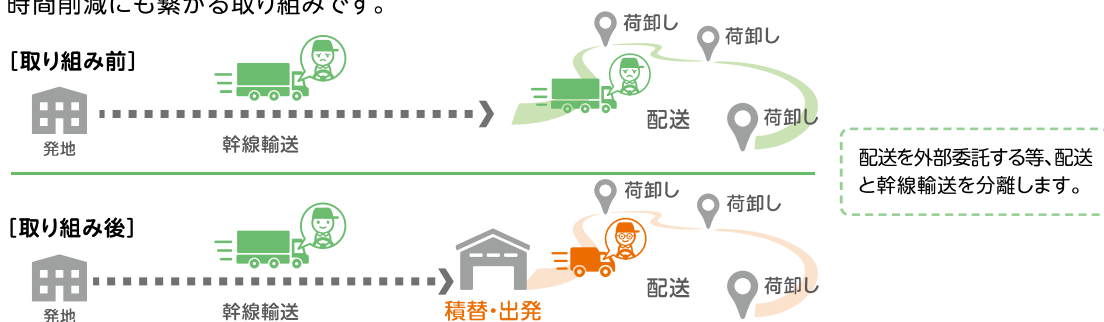 時間削減にも繋がる取り組みです。
[取り組み前]
荷卸し
荷卸し
荷卸し
配送
発地
幹線輸送
配送を外部委託する等、配送
と幹線輸送を分離します。
[取り組み後]
荷卸し
荷卸し
荷卸し
配送
発地
幹線輸送
積替・出発